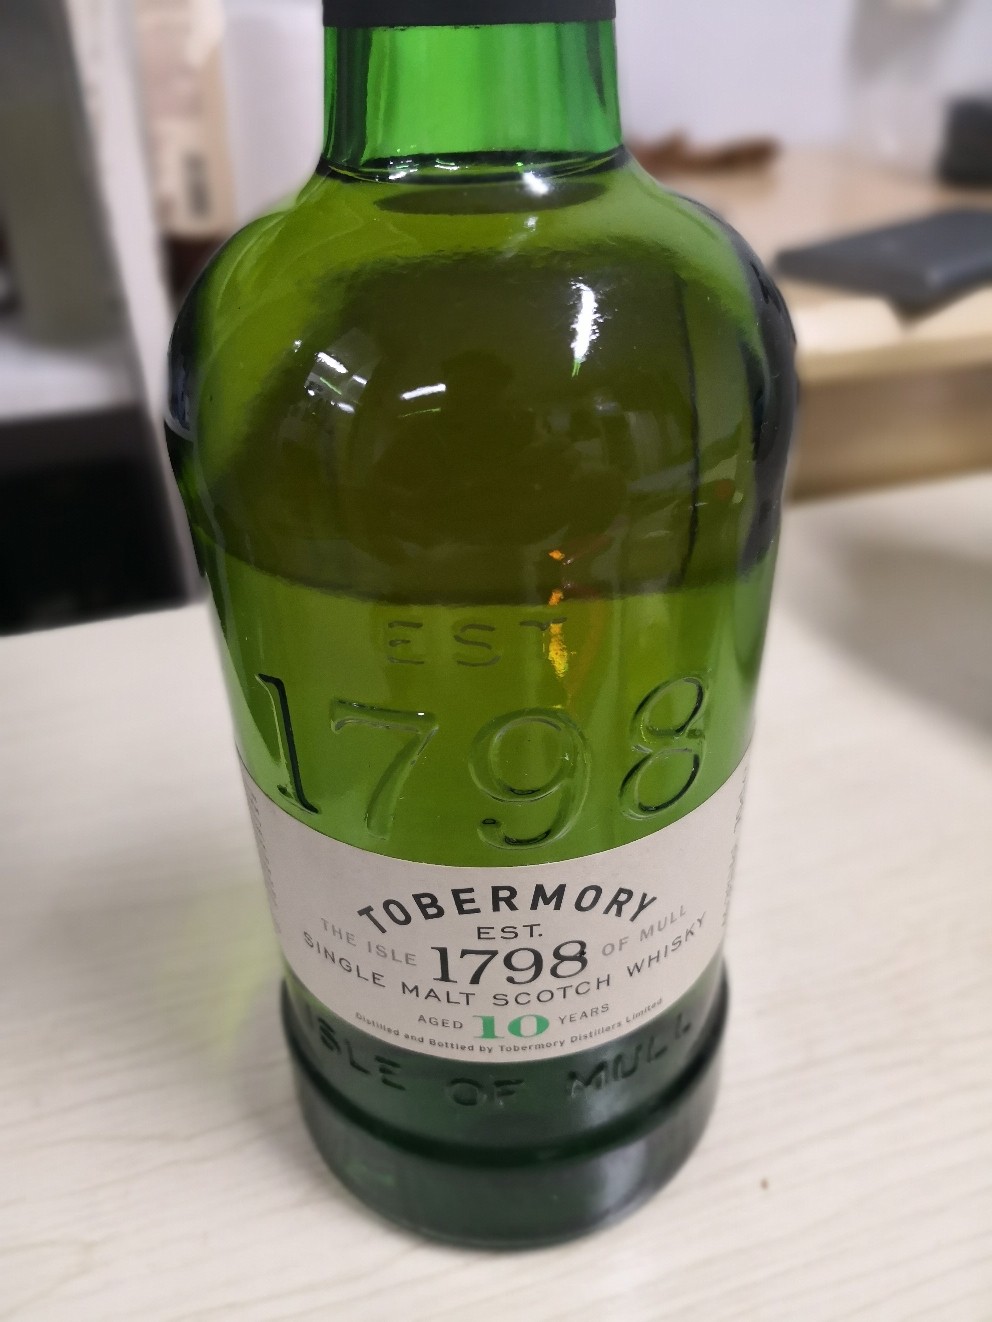 EST
1798
TOBERMORY
EST.
THE ISLE 1798 OF MULL
SINGLE MALT SCOTCH WHISKY
AGED 10 YEARS
Distilled and Bottled by Tobermory Distillers Limited
ISLE OF MULL